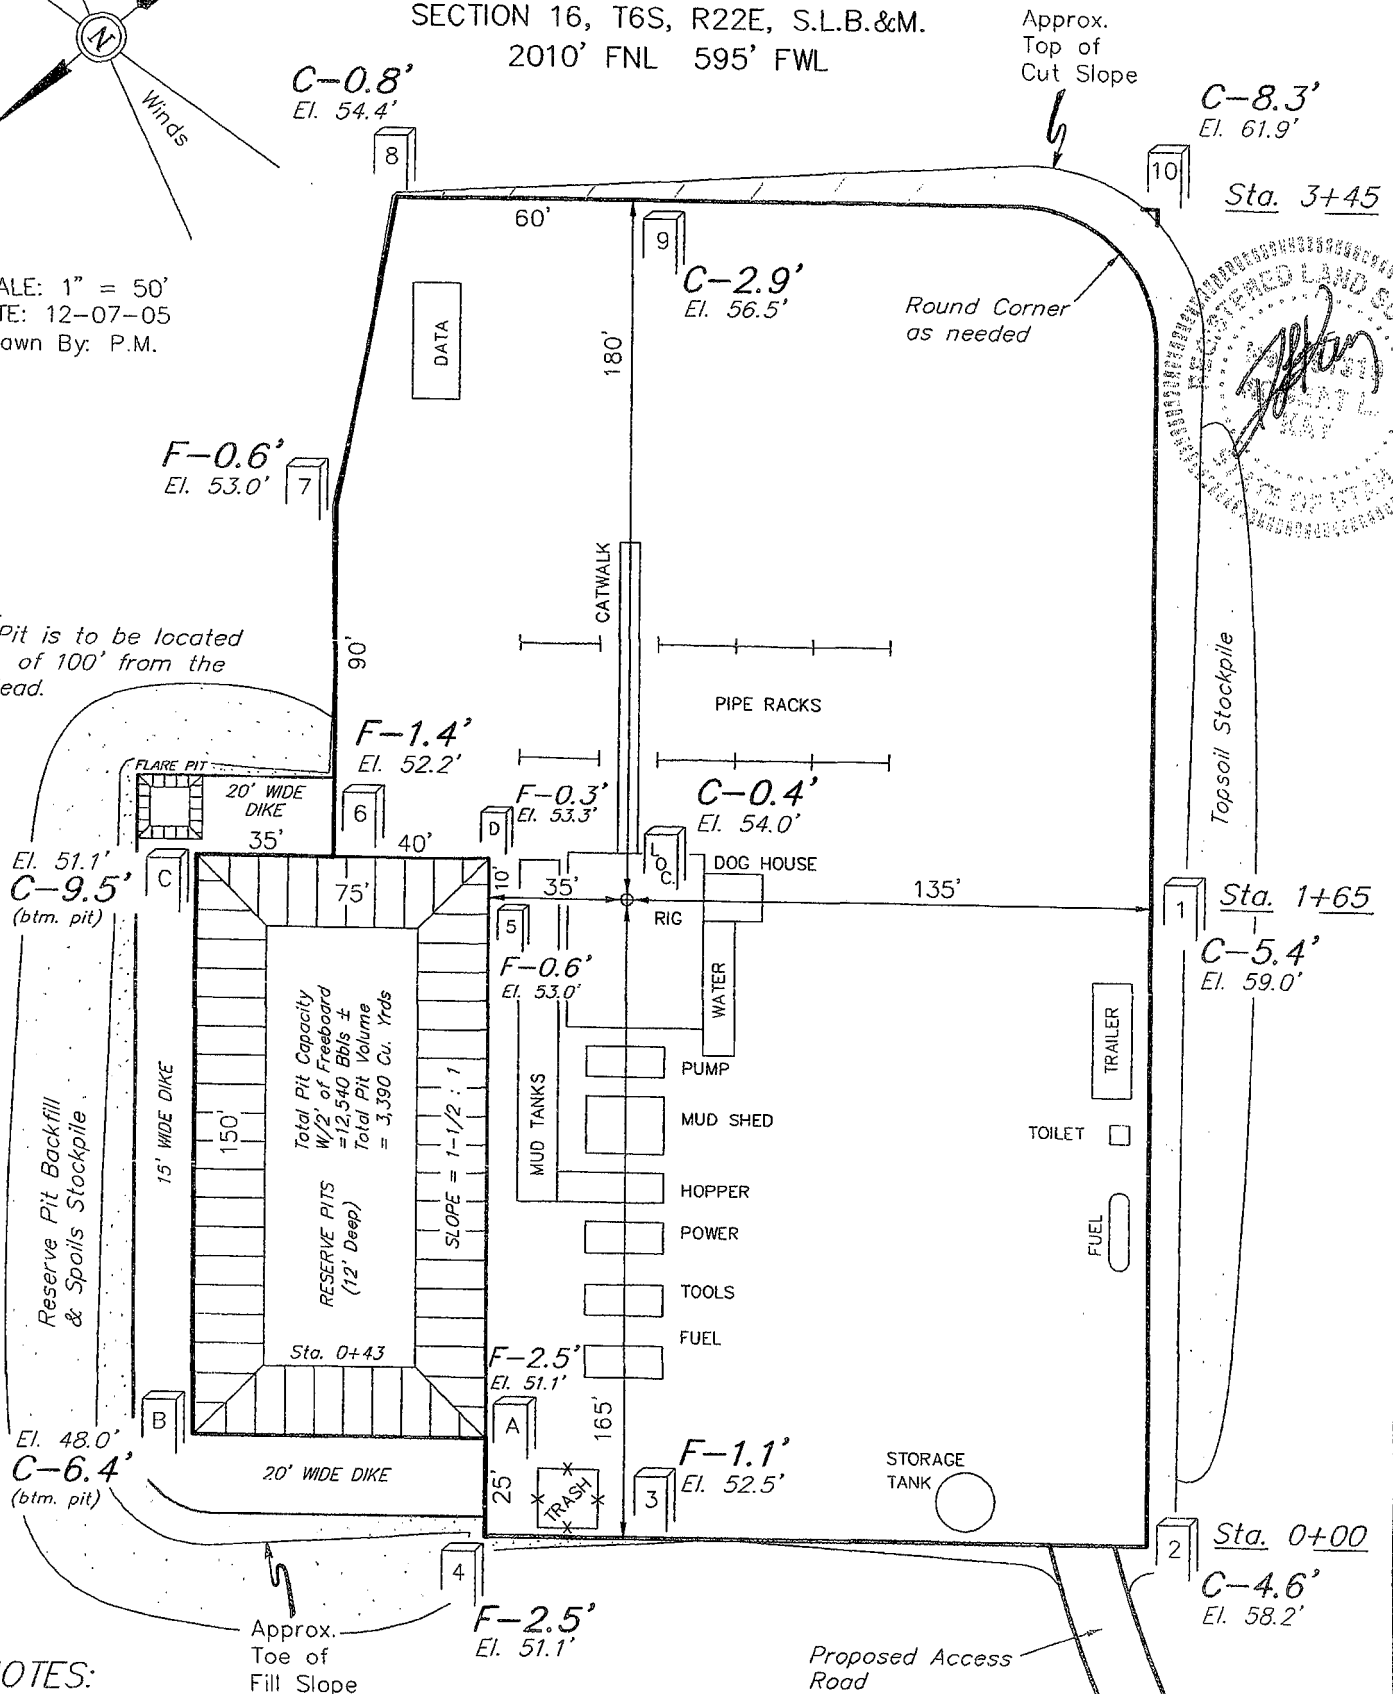 SECTION 16, T6S, R22E, S.L.B.&M.
2010' FNL 595' FWL
N
Winds
Approx.
Top of
Cut Slope
C-0.8'
El. 54.4'
8
C-8.3'
El. 61.9'
10
Sta. 3+45
60'
9
C-2.9'
El. 56.5'
ALE: 1" = 50'
TE: 12-07-05
awn By: P.M.
DATA
180'
Round Corner
as needed
REGISTERED LAND
KAY
STATE OF UTAH
F-0.6'
El. 53.0'
7
CATWALK
Pit is to be located
of 100' from the
ead.
90'
PIPE RACKS
Topsoil Stockpile
F-1.4'
El. 52.2'
6
FLARE PIT
20' WIDE
DIKE
35'
40'
D
F-0.3'
El. 53.3'
C-0.4'
El. 54.0'
LOC.
DOG HOUSE
El. 51.1'
C-9.5'
(btm. pit)
C
75'
10'
35'
RIG
135'
1
Sta. 1+65
C-5.4'
El. 59.0'
5
F-0.6'
El. 53.0'
WATER
Total Pit Capacity
W/2' of Freeboard
=12,540 Bbls ±
Total Pit Volume
= 3,390 Cu. Yrds
RESERVE PITS
(12' Deep)
SLOPE = 1-1/2 : 1
150'
15' WIDE DIKE
Reserve Pit Backfill
& Spoils Stockpile
MUD TANKS
PUMP
MUD SHED
HOPPER
POWER
TOOLS
FUEL
TRAILER
TOILET
FUEL
Sta. 0+43
F-2.5'
El. 51.1'
A
B
El. 48.0'
C-6.4'
(btm. pit)
20' WIDE DIKE
25'
TRASH
165'
3
F-1.1'
El. 52.5'
STORAGE
TANK
2
Sta. 0+00
C-4.6'
El. 58.2'
4
F-2.5'
El. 51.1'
Approx.
Toe of
Fill Slope
Proposed Access
Road
NOTES: